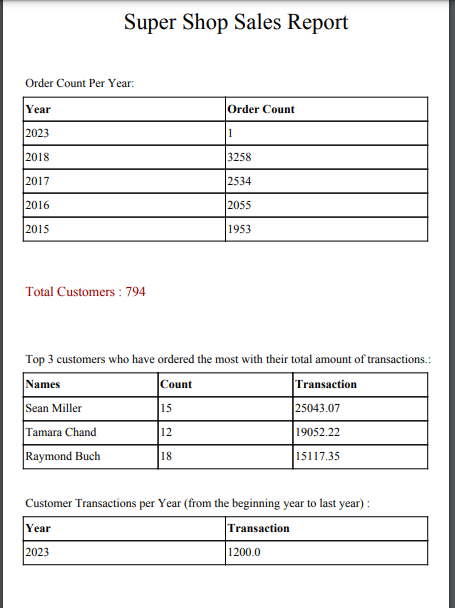 Super Shop Sales Report
Order Count Per Year:
Year Order Count
2023 1
2018 3258
2017 2534
2016 2055
2015 1953
Total Customers : 794
Top 3 customers who have ordered the most with their total amount of transactions.:
Names Count Transaction
Sean Miller 15 25043.07
Tamara Chand 12 19052.22
Raymond Buch 18 15117.35
Customer Transactions per Year (from the beginning year to last year) :
Year Transaction
2023 1200.0